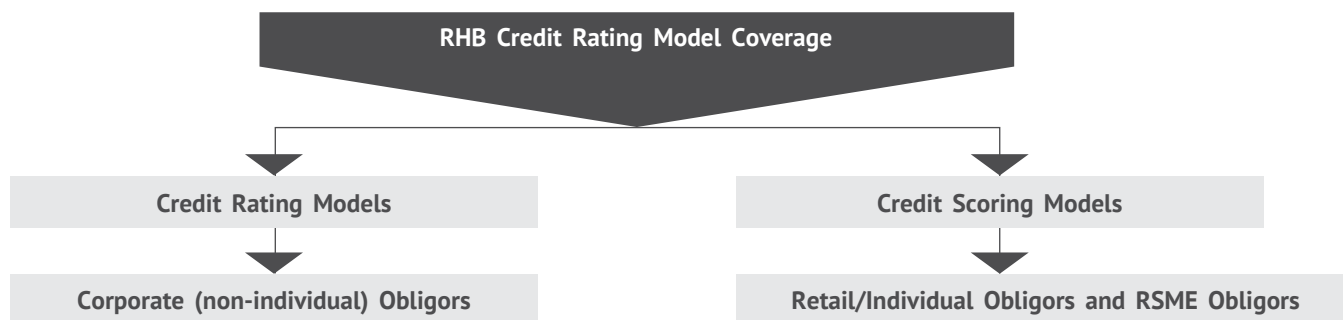 RHB Credit Rating Model Coverage
Credit Rating Models
Credit Scoring Models
Corporate (non-individual) Obligors
Retail/Individual Obligors and RSME Obligors